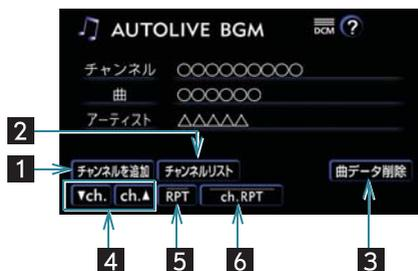 AUTOLIVE BGM DCM ?
チャンネル ○○○○○○○○○
曲 ○○○○○○
アーティスト △△△△△
2
1 チャンネルを追加 チャンネルリスト 曲データ削除
▼ch. ch.▲ RPT ch.RPT
4 5 6 3